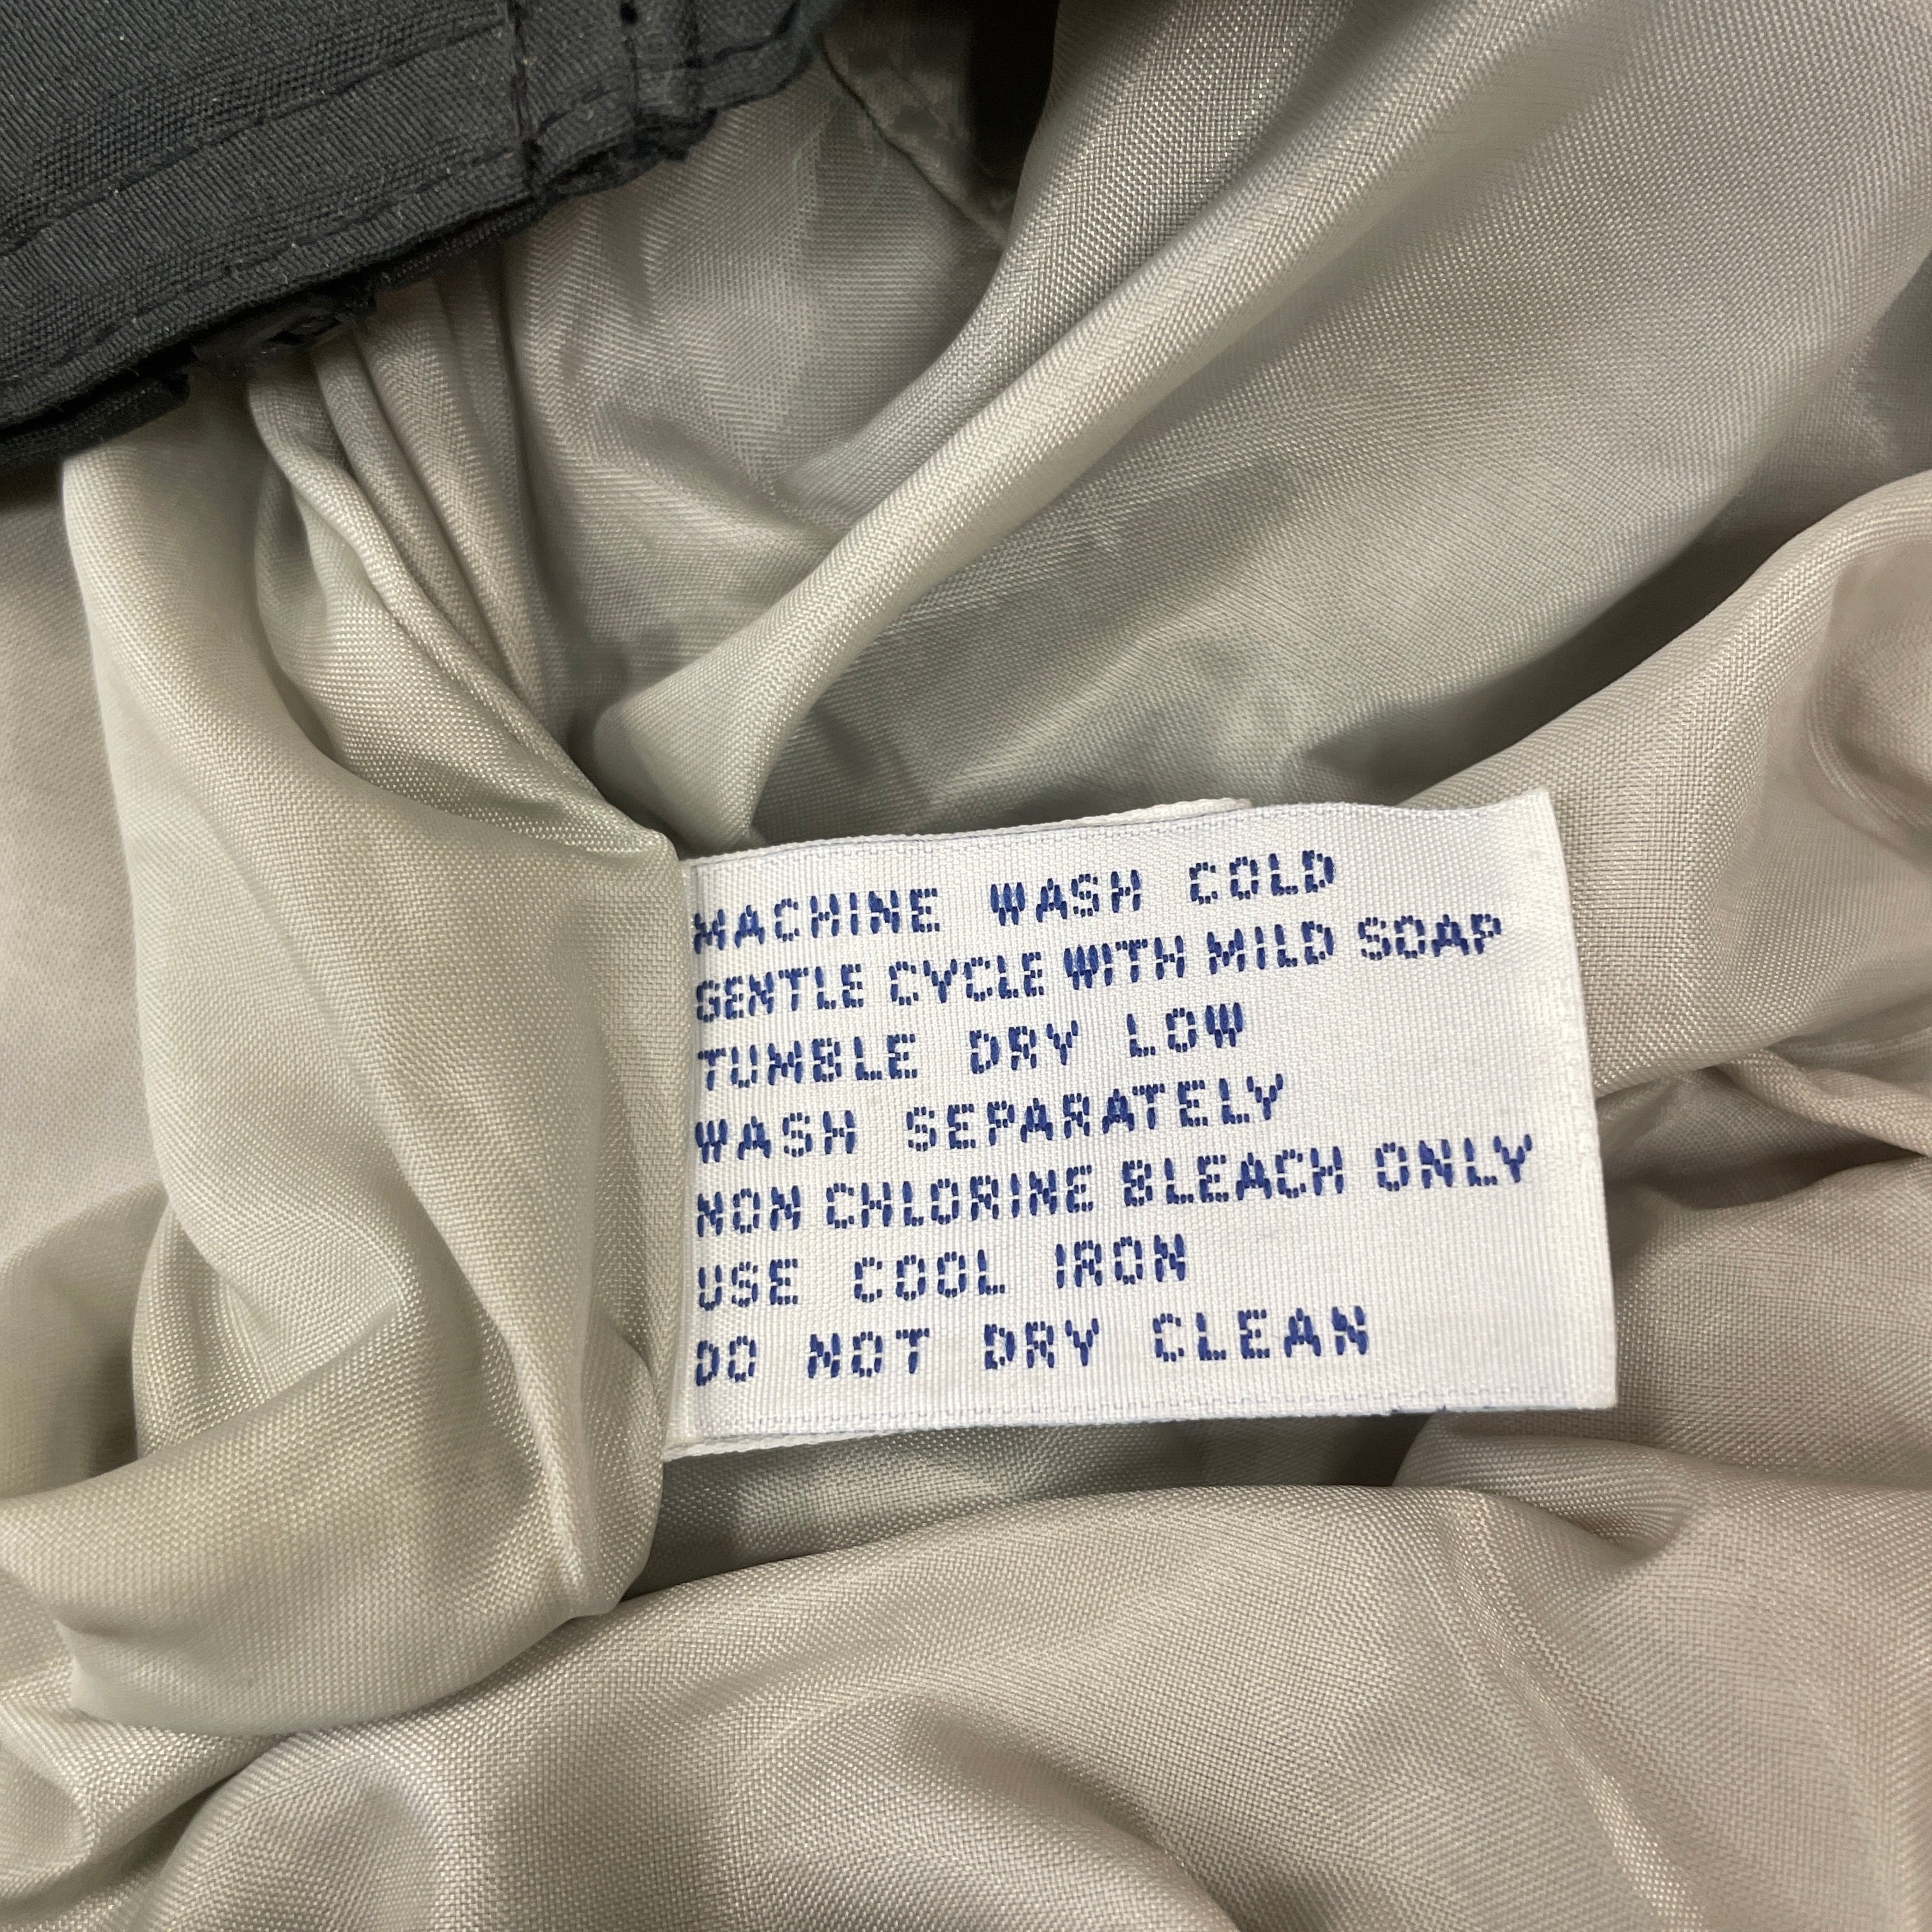 MACHINE WASH COLD
GENTLE CYCLE WITH MILD SOAP
TUMBLE DRY LOW
WASH SEPARATELY
NON CHLORINE BLEACH ONLY
USE COOL IRON
DO NOT DRY CLEAN